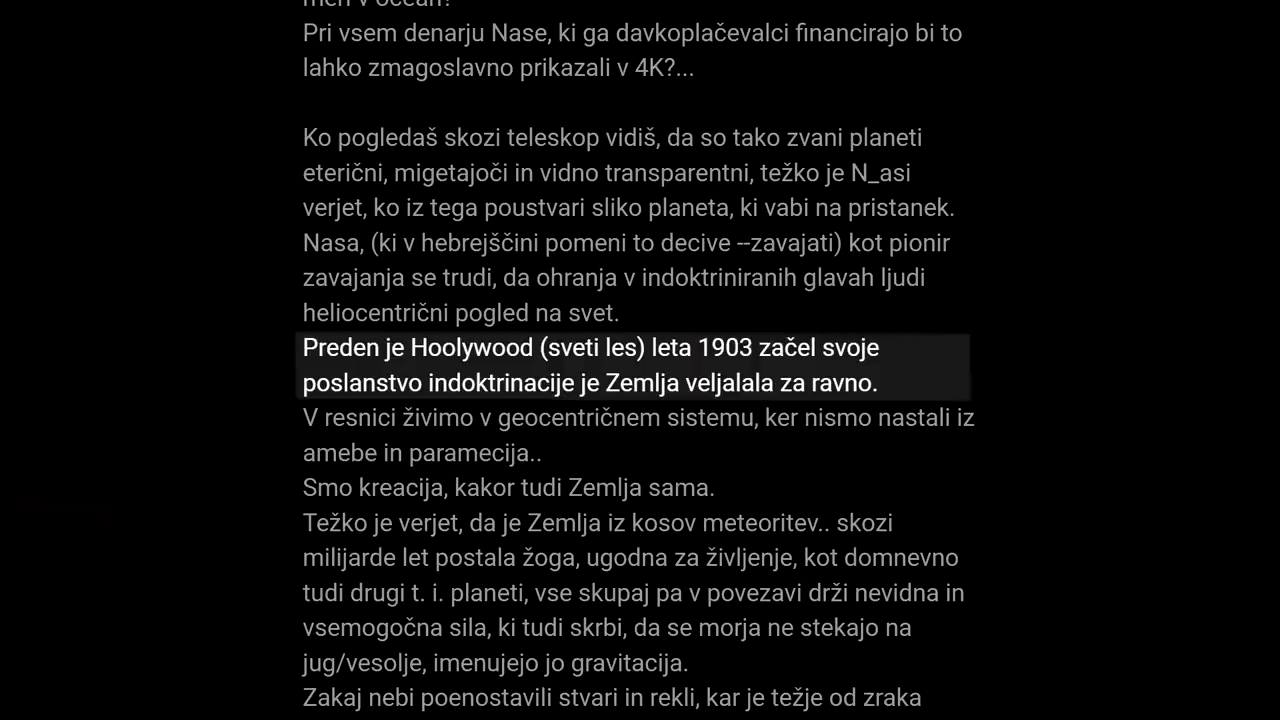 men v ocean?
Pri vsem denarju Nase, ki ga davkoplačevalci financirajo bi to
lahko zmagoslavno prikazali v 4K?...
Ko pogledaš skozi teleskop vidiš, da so tako zvani planeti
eterični, migetajoči in vidno transparentni, težko je N_asi
verjet, ko iz tega poustvari sliko planeta, ki vabi na pristanek.
Nasa, (ki v hebrejščini pomeni to decive --zavajati) kot pionir
zavajanja se trudi, da ohranja v indoktriniranih glavah ljudi
heliocentrični pogled na svet.
Preden je Hoolywood (sveti les) leta 1903 začel svoje
poslanstvo indoktrinacije je Zemlja veljalala za ravno.
V resnici živimo v geocentričnem sistemu, ker nismo nastali iz
amebe in paramecija..
Smo kreacija, kakor tudi Zemlja sama.
Težko je verjet, da je Zemlja iz kosov meteoritev.. skozi
milijarde let postala žoga, ugodna za življenje, kot domnevno
tudi drugi t. i. planeti, vse skupaj pa v povezavi drži nevidna in
vsemogočna sila, ki tudi skrbi, da se morja ne stekajo na
jug/vesolje, imenujejo jo gravitacija.
Zakaj nebi poenostavili stvari in rekli, kar je težje od zraka